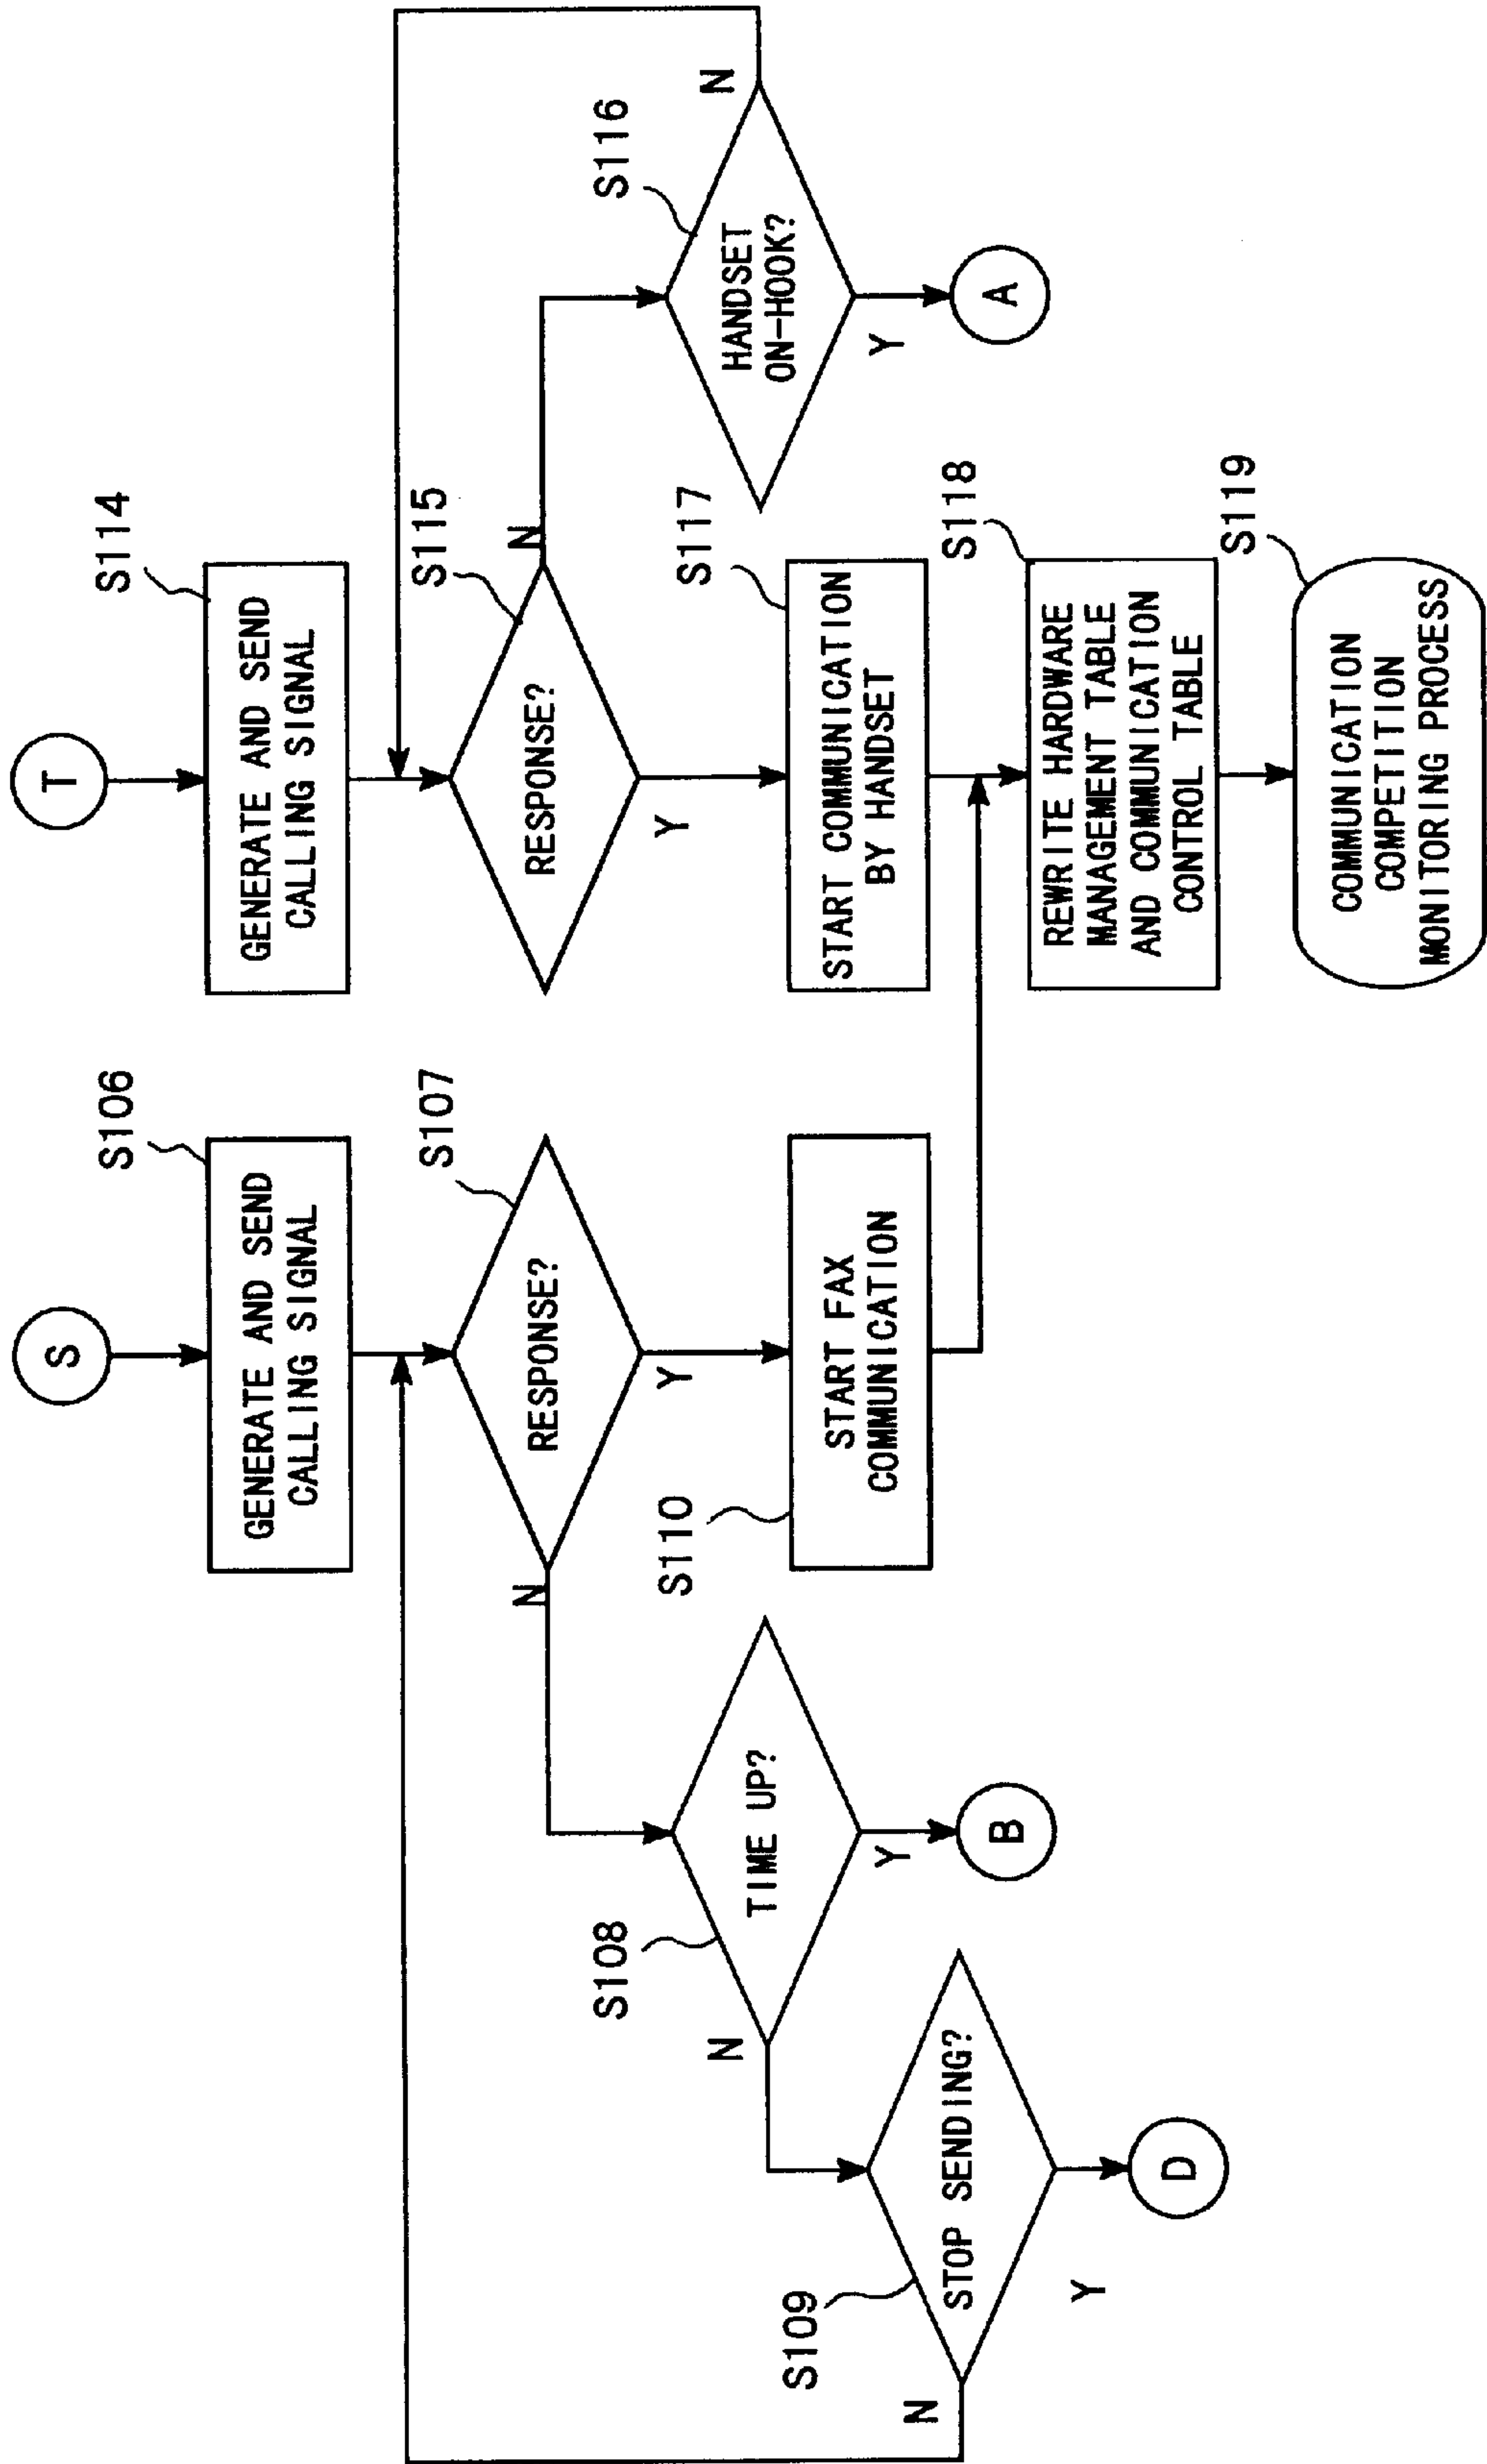 S
S106
GENERATE AND SEND
CALLING SIGNAL
S107
RESPONSE?
N
Y
S108
TIME UP?
N
Y
B
S109
STOP SENDING?
N
Y
D
S110
START FAX
COMMUNICATION
T
S114
GENERATE AND SEND
CALLING SIGNAL
S115
RESPONSE?
N
Y
S116
HANDSET
ON-HOOK?
N
Y
A
S117
START COMMUNICATION
BY HANDSET
S118
REWRITE HARDWARE
MANAGEMENT TABLE
AND COMMUNICATION
CONTROL TABLE
S119
COMMUNICATION
COMPETITION
MONITORING PROCESS